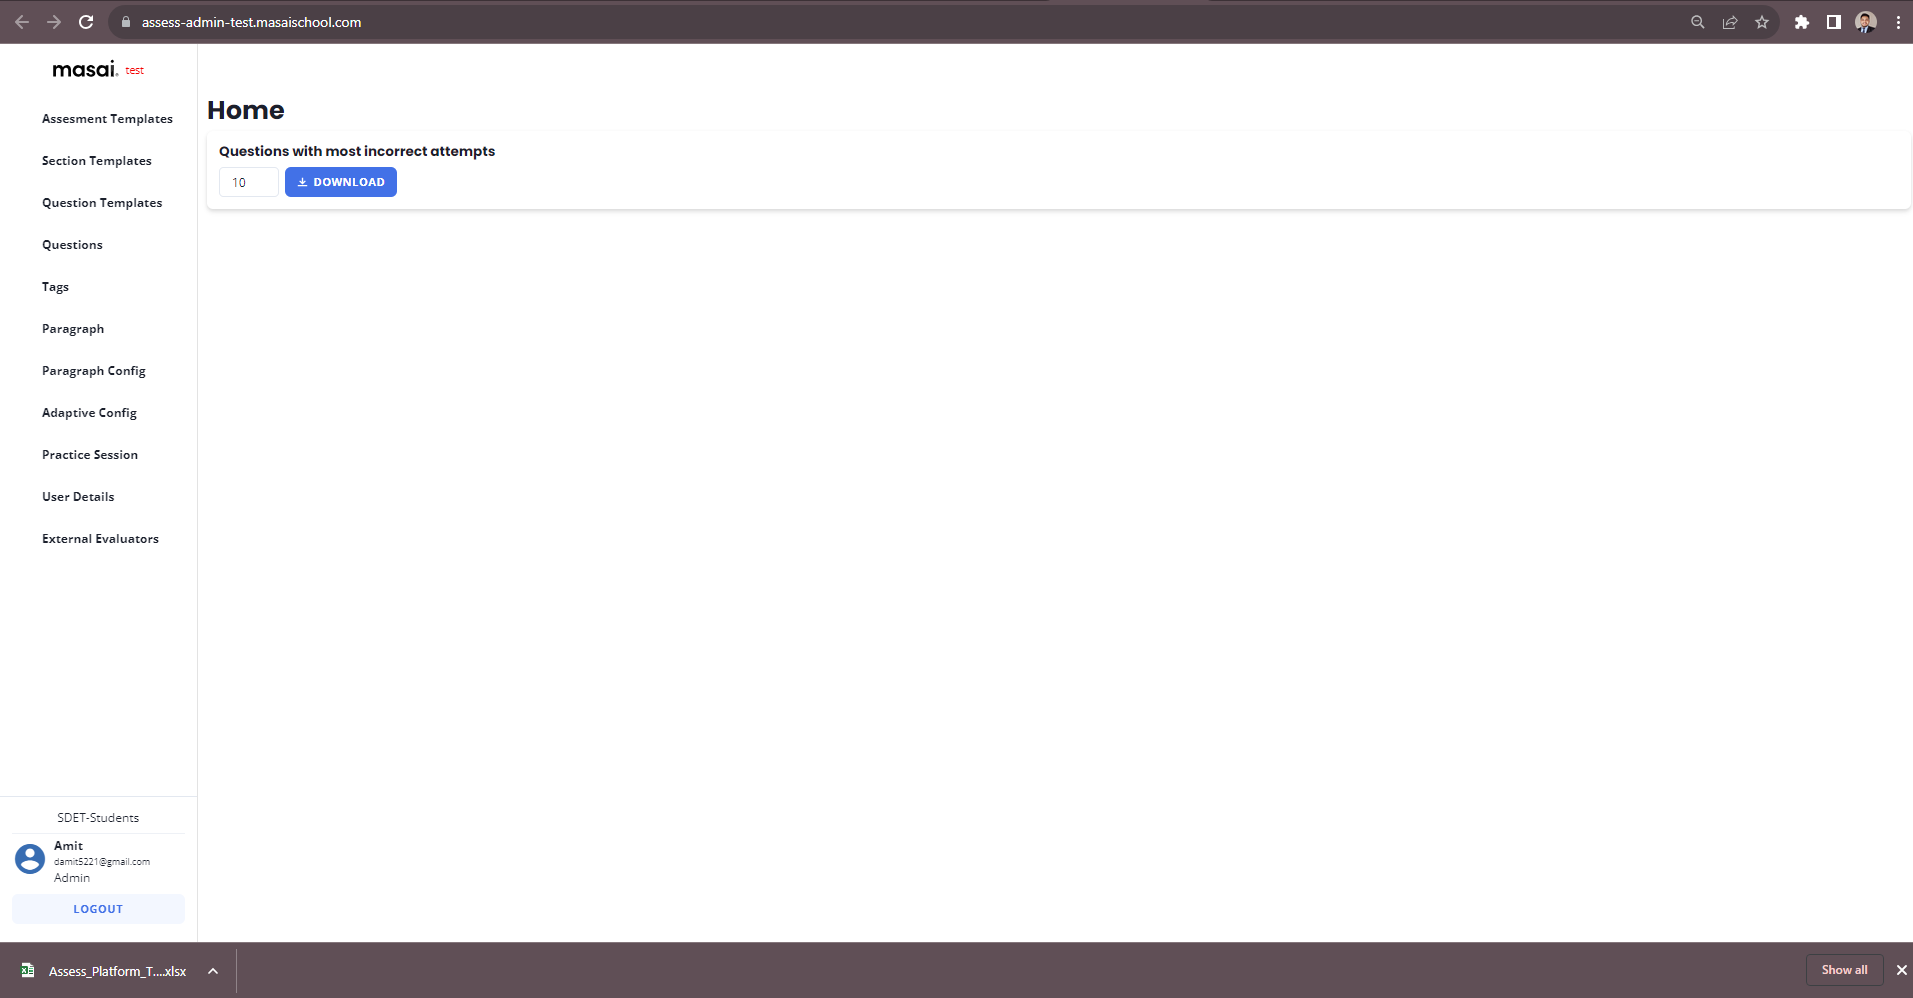 assess-admin-test.masaischool.com
masai. test
Assesment Templates
Section Templates
Question Templates
Questions
Tags
Paragraph
Paragraph Config
Adaptive Config
Practice Session
User Details
External Evaluators
SDET-Students
Amit
damit5221@gmail.com
Admin
LOGOUT
Home
Questions with most incorrect attempts
10 DOWNLOAD
Assess_Platform_T....xlsx
Show all